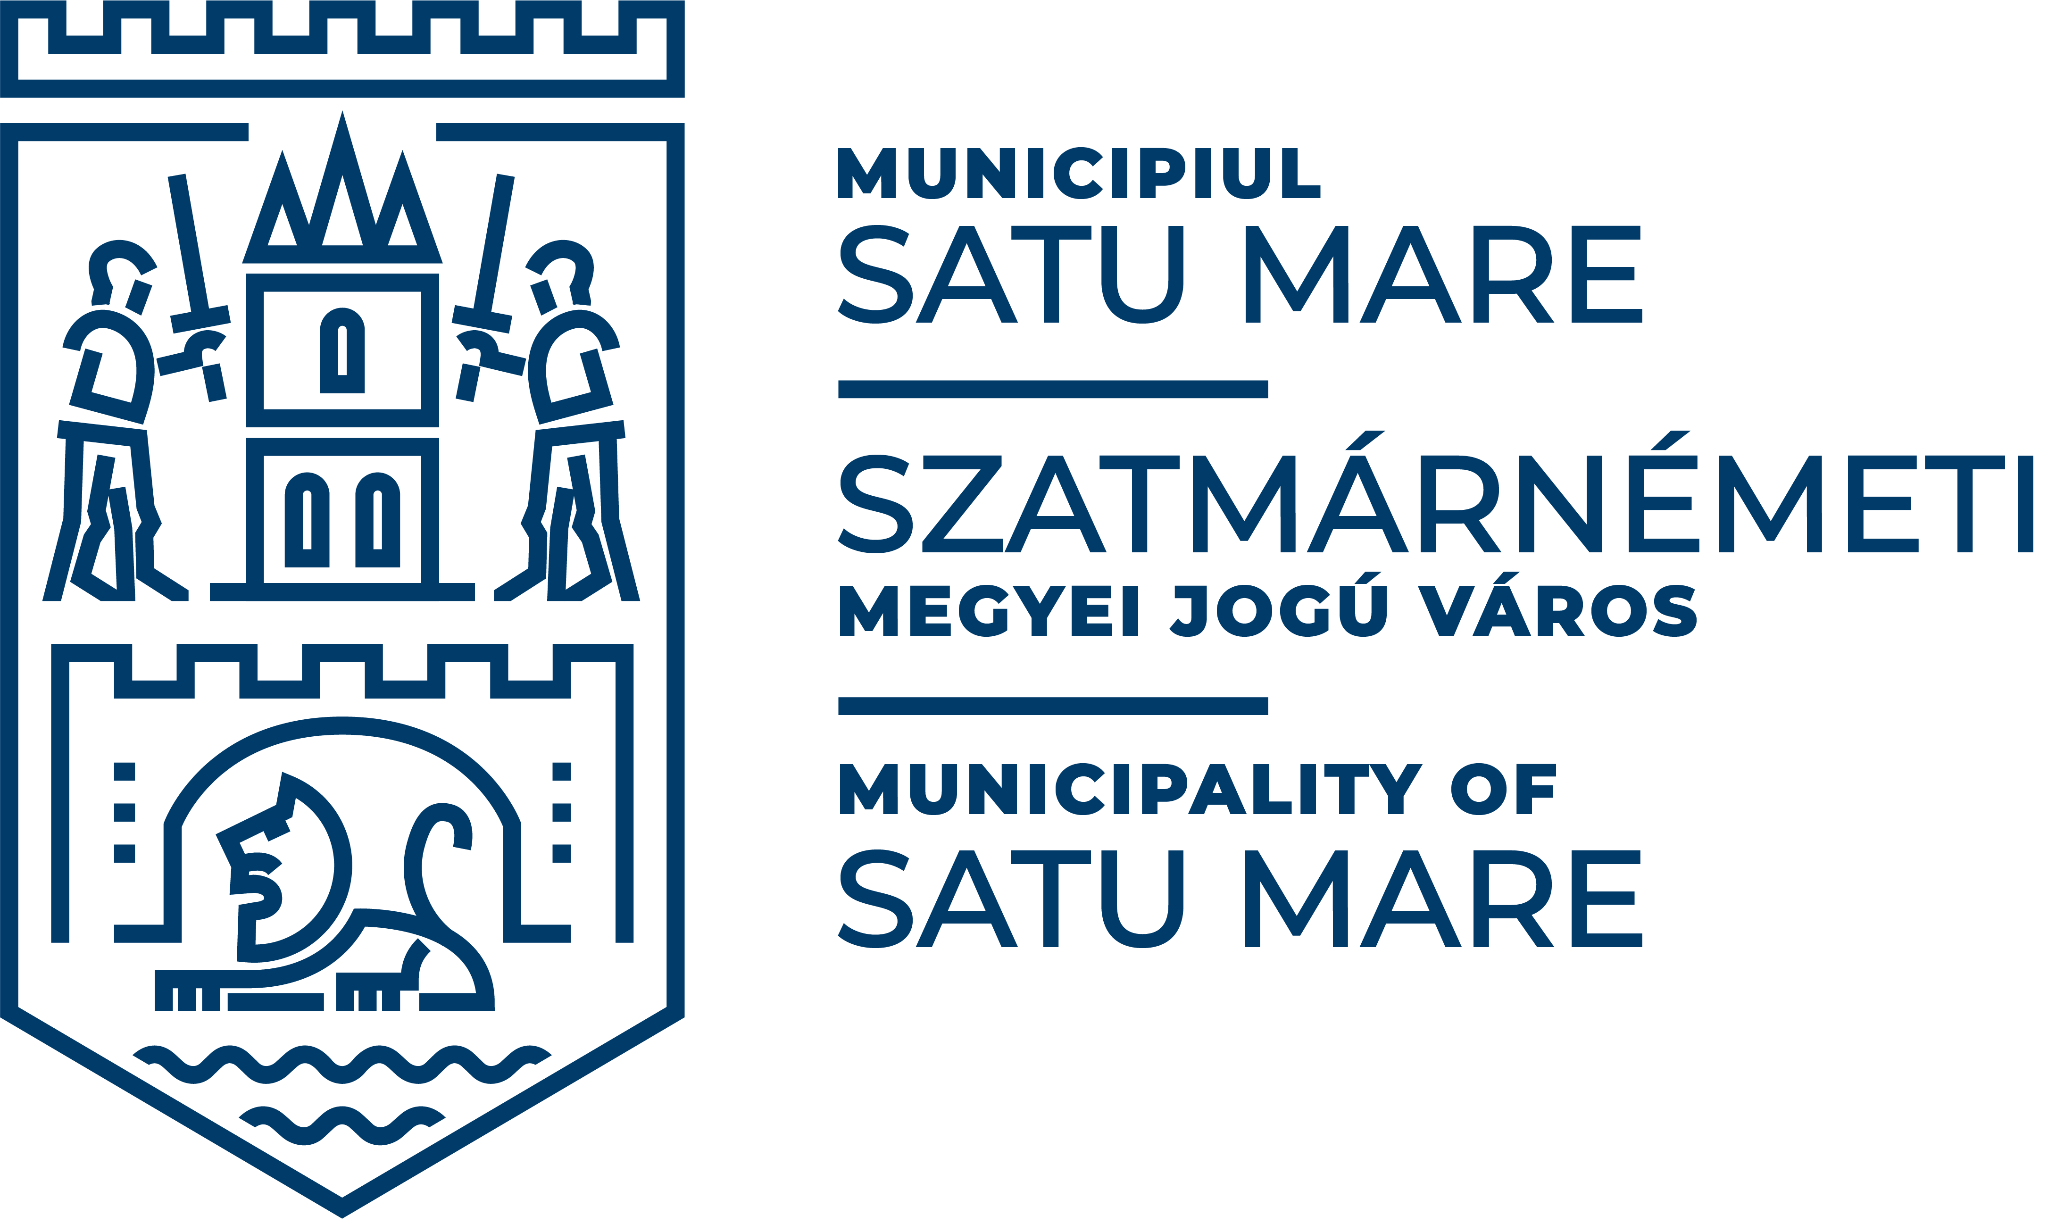 MUNICIPIUL
SATU MARE
SZATMÁRNÉMETI
MEGYEI JOGÚ VÁROS
MUNICIPALITY OF
SATU MARE